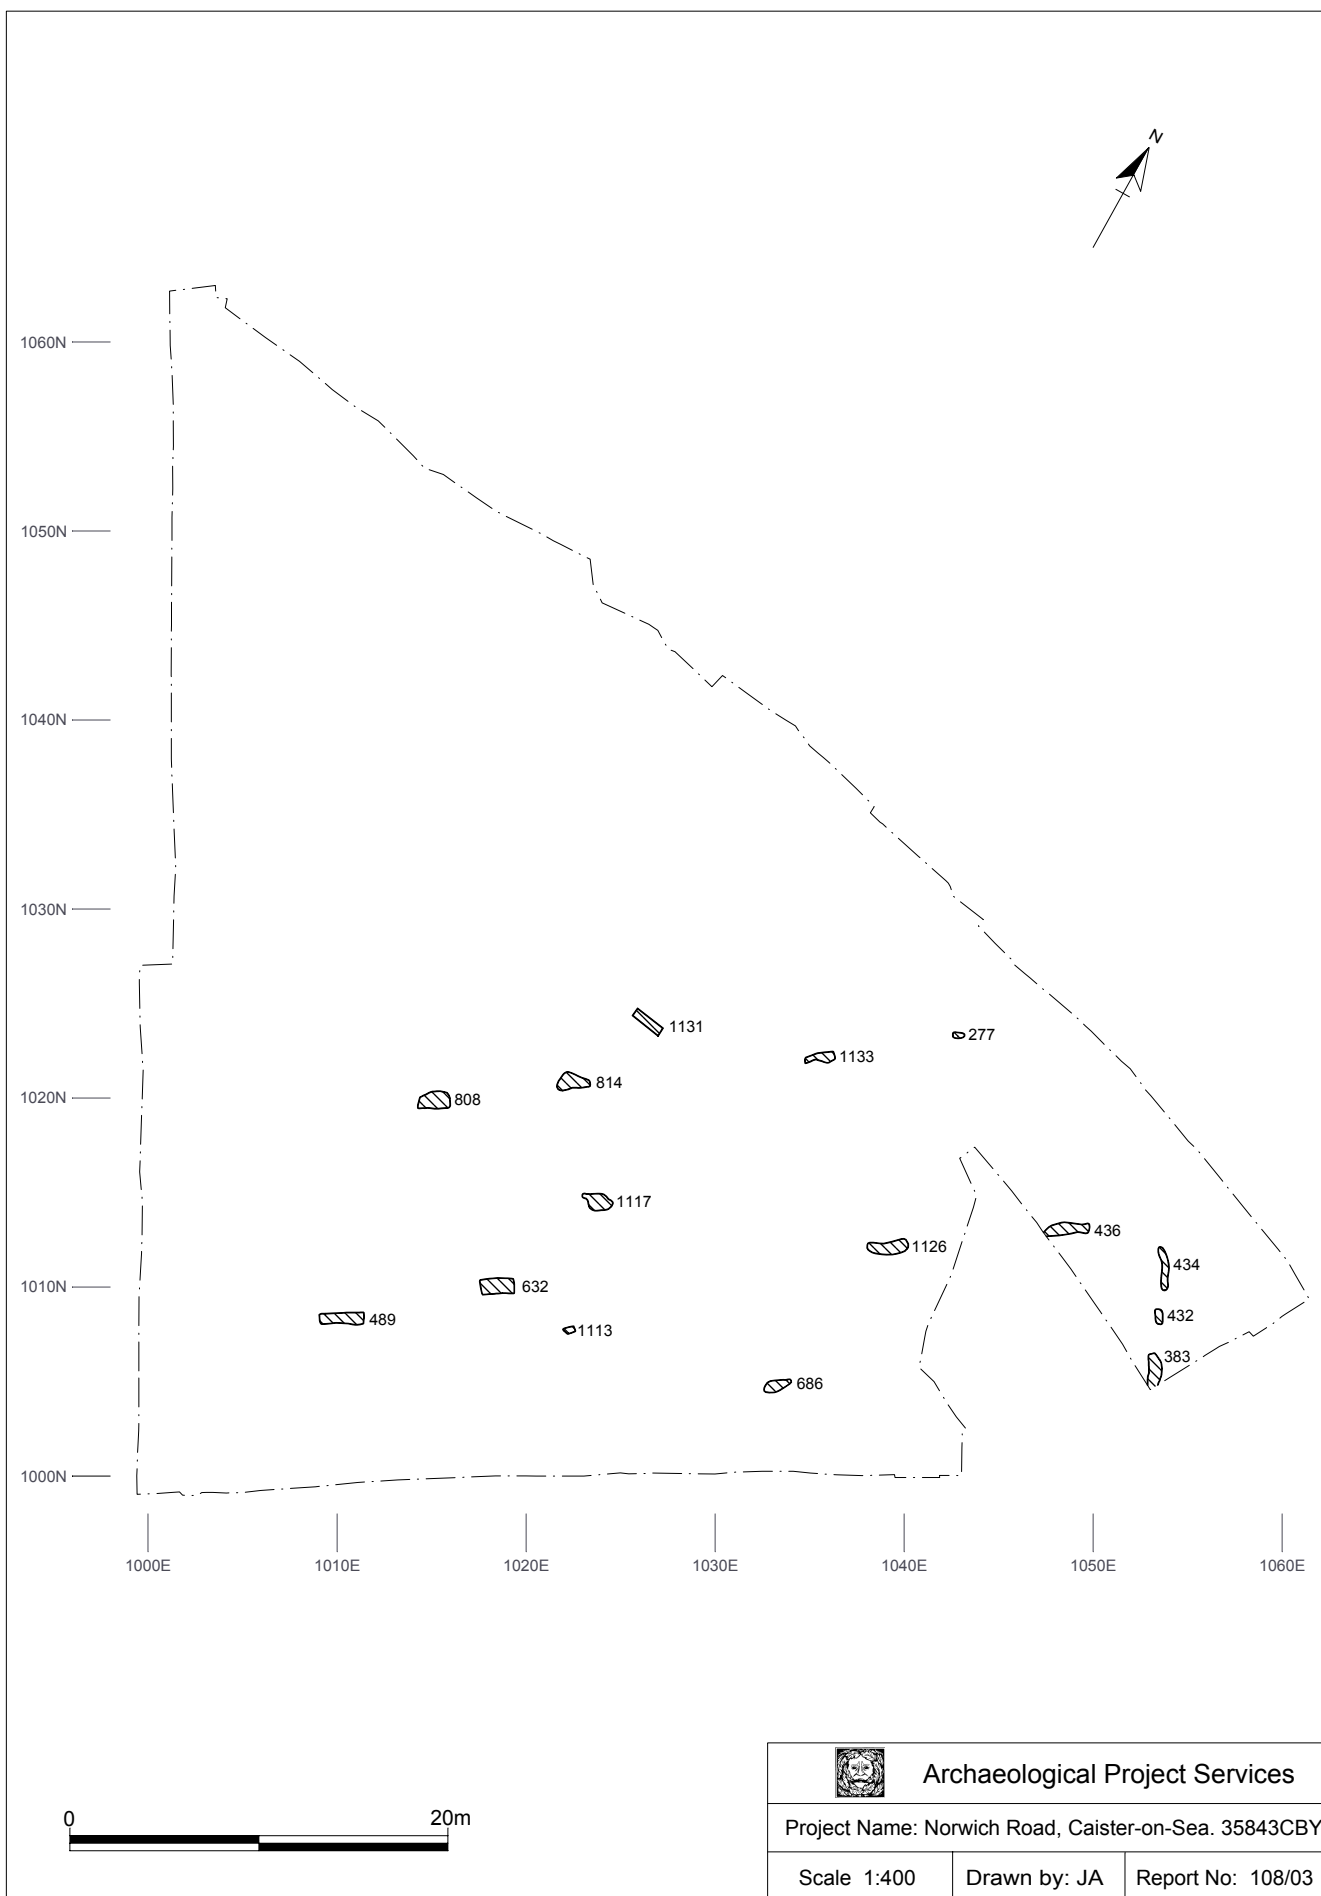 N
1060N
1050N
1040N
1030N
1131
277
1133
814
1020N
808
1117
436
1126
434
1010N
632
432
489
1113
383
686
1000N
1000E 1010E 1020E 1030E 1040E 1050E 1060E
Archaeological Project Services
0 20m
Project Name: Norwich Road, Caister-on-Sea. 35843CBY
Scale 1:400 Drawn by: JA Report No: 108/03